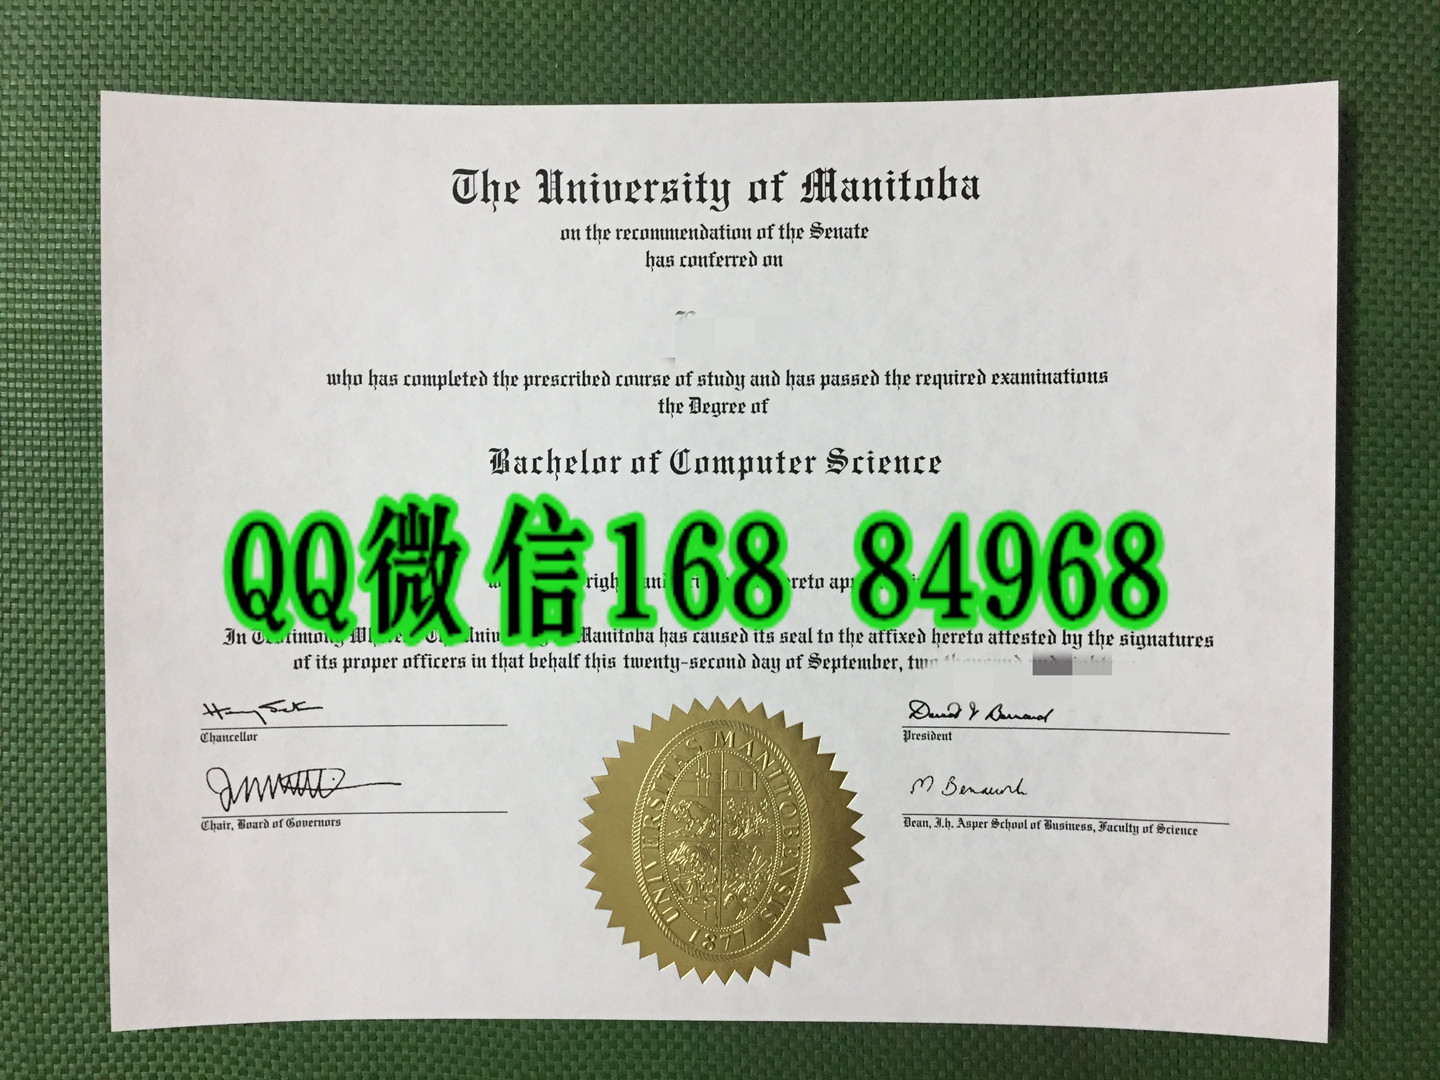 The University of Manitoba
on the recommendation of the Senate
has conferred on
who has completed the prescribed course of study and has passed the required examinations
the Degree of
Bachelor of Computer Science
QQ微信168 84968
In Whereof The University Manitoba has caused its seal to the affixed hereto attested by the signatures
of its proper officers in that behalf this twenty-second day of September,
Chancellor
President
Chair, Board of Governors
Dean, I.h. Asper School of Business, Faculty of Science
UNIVERSITAS MANITOBENSIS
1877